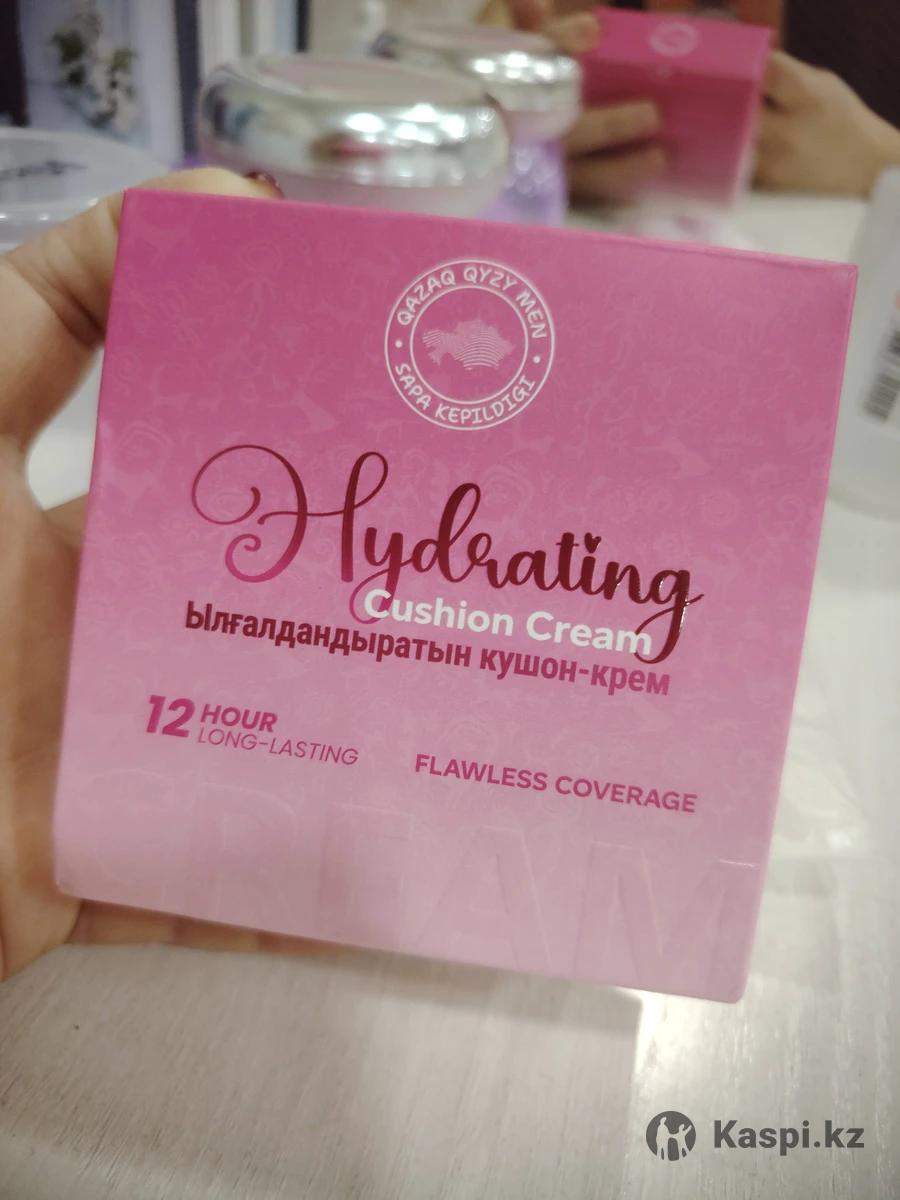 QAZAQ QYZY MEN
SAPA KEPILDIGI
Hydrating
Cushion Cream
Ылғалдандыратын кушон-крем
12 HOUR
LONG-LASTING
FLAWLESS COVERAGE
CREAM
Kaspi.kz